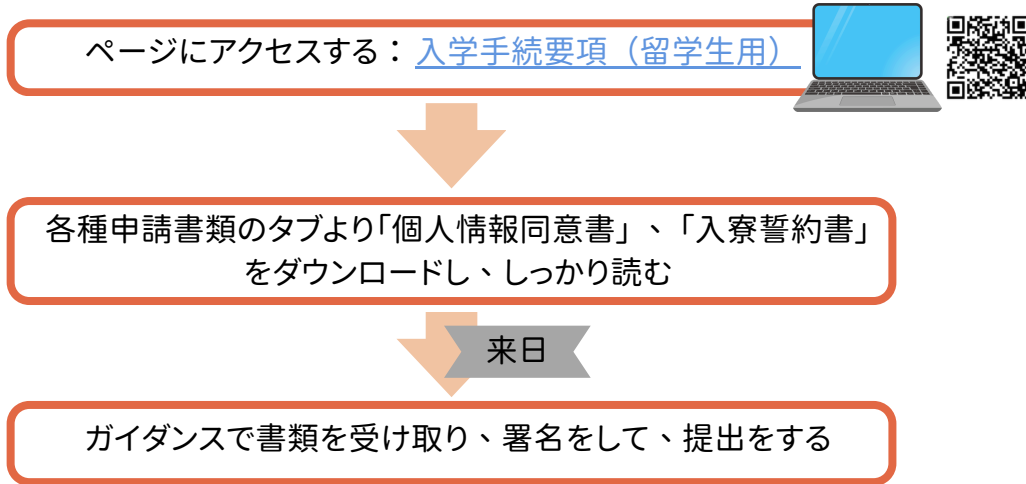 ページにアクセスする：入学手続要項（留学生用）
各種申請書類のタブより「個人情報同意書」、「入寮誓約書」
をダウンロードし、しっかり読む
来日
ガイダンスで書類を受け取り、署名をして、提出をする